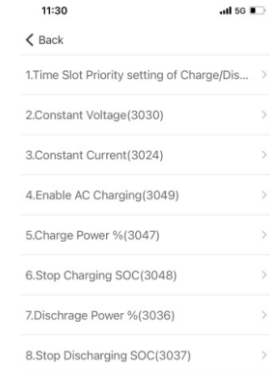 11:30
5G
Back
1.Time Slot Priority setting of Charge/Dis...
2.Constant Voltage(3030)
3.Constant Current(3024)
4.Enable AC Charging(3049)
5.Charge Power %(3047)
6.Stop Charging SOC(3048)
7.Dischrage Power %(3036)
8.Stop Discharging SOC(3037)